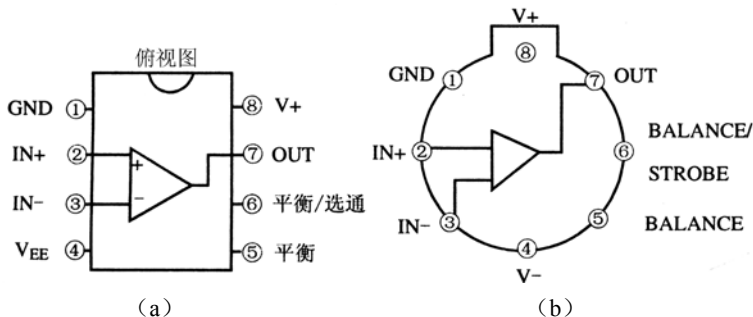 俯视图
GND ① ⑧ V+
IN+ ② + ⑦ OUT
IN- ③ - ⑥ 平衡/选通
VEE ④ ⑤ 平衡
(a)
V+
⑧
GND ① ⑦ OUT
IN+ ② ⑥ BALANCE/
STROBE
IN- ③ ⑤ BALANCE
④
V-
(b)